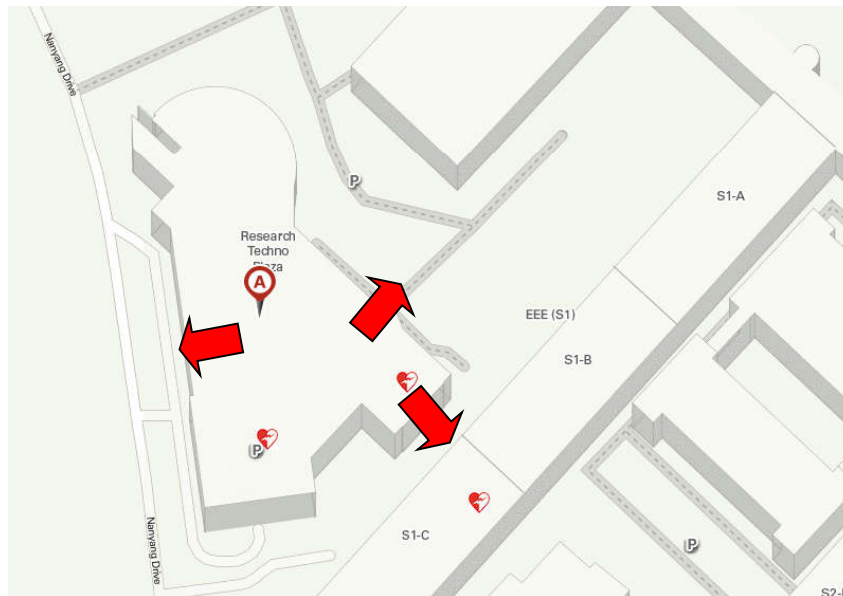 Nanyang Drive
P
S1-A
Research
Techno
Plaza
A
EEE (S1)
S1-B
P
S1-C
Nanyang Drive
P